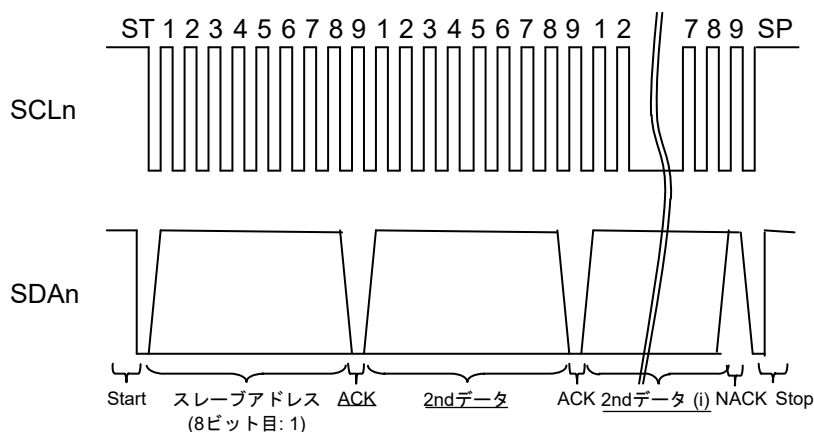 ST 1 2 3 4 5 6 7 8 9 1 2 3 4 5 6 7 8 9 1 2 7 8 9 SP
SCLn
SDAn
Start スレーブアドレス ACK 2ndデータ ACK 2ndデータ (i) NACK Stop
(8ビット目: 1)